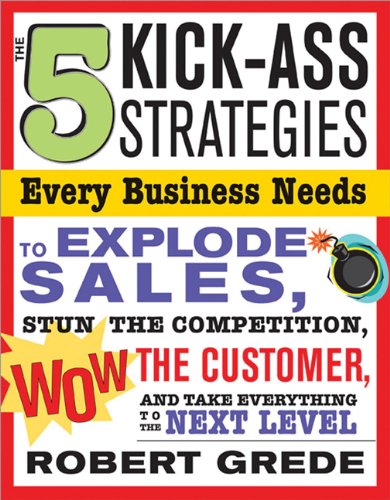 THE 5 KICK-ASS
STRATEGIES
Every Business Needs
TO EXPLODE
SALES,
STUN THE COMPETITION,
WOW THE CUSTOMER,
AND TAKE EVERYTHING
TO THE NEXT LEVEL
ROBERT GREDE